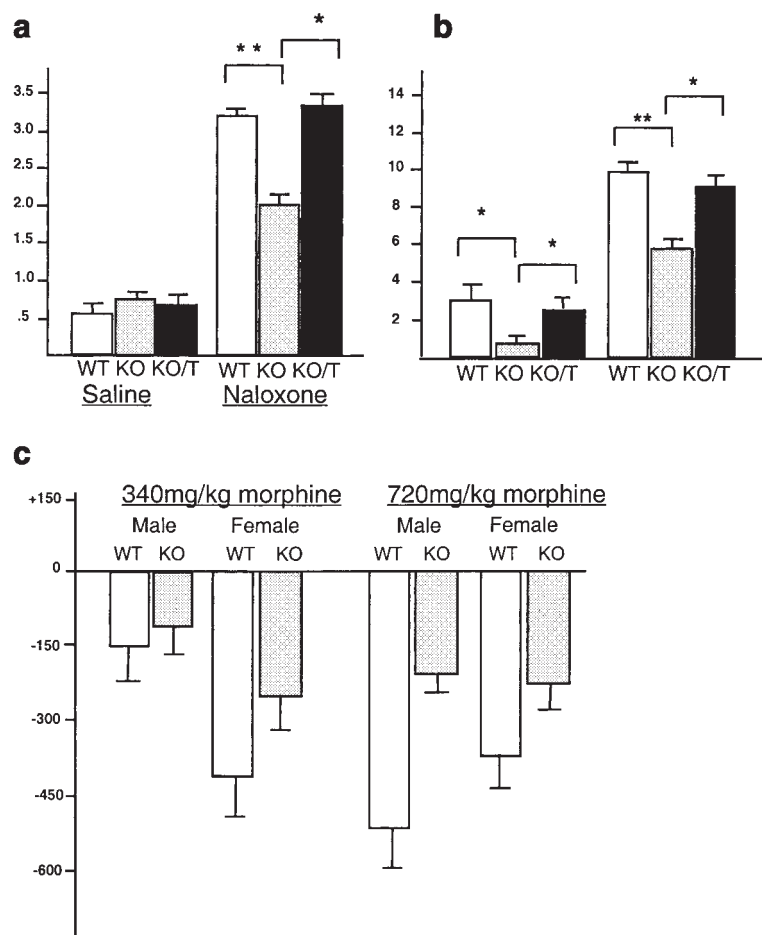 a
* *
*
3.5
3.0
2.5
2.0
1.5
1.0
.5
WT KO KO/T
WT KO KO/T
Saline
Naloxone
b
*
**
*
*
14
12
10
8
6
4
2
WT KO KO/T
WT KO KO/T
c
340mg/kg morphine
720mg/kg morphine
Male
Female
Male
Female
WT KO
WT KO
WT KO
WT KO
+150
0
-150
-300
-450
-600